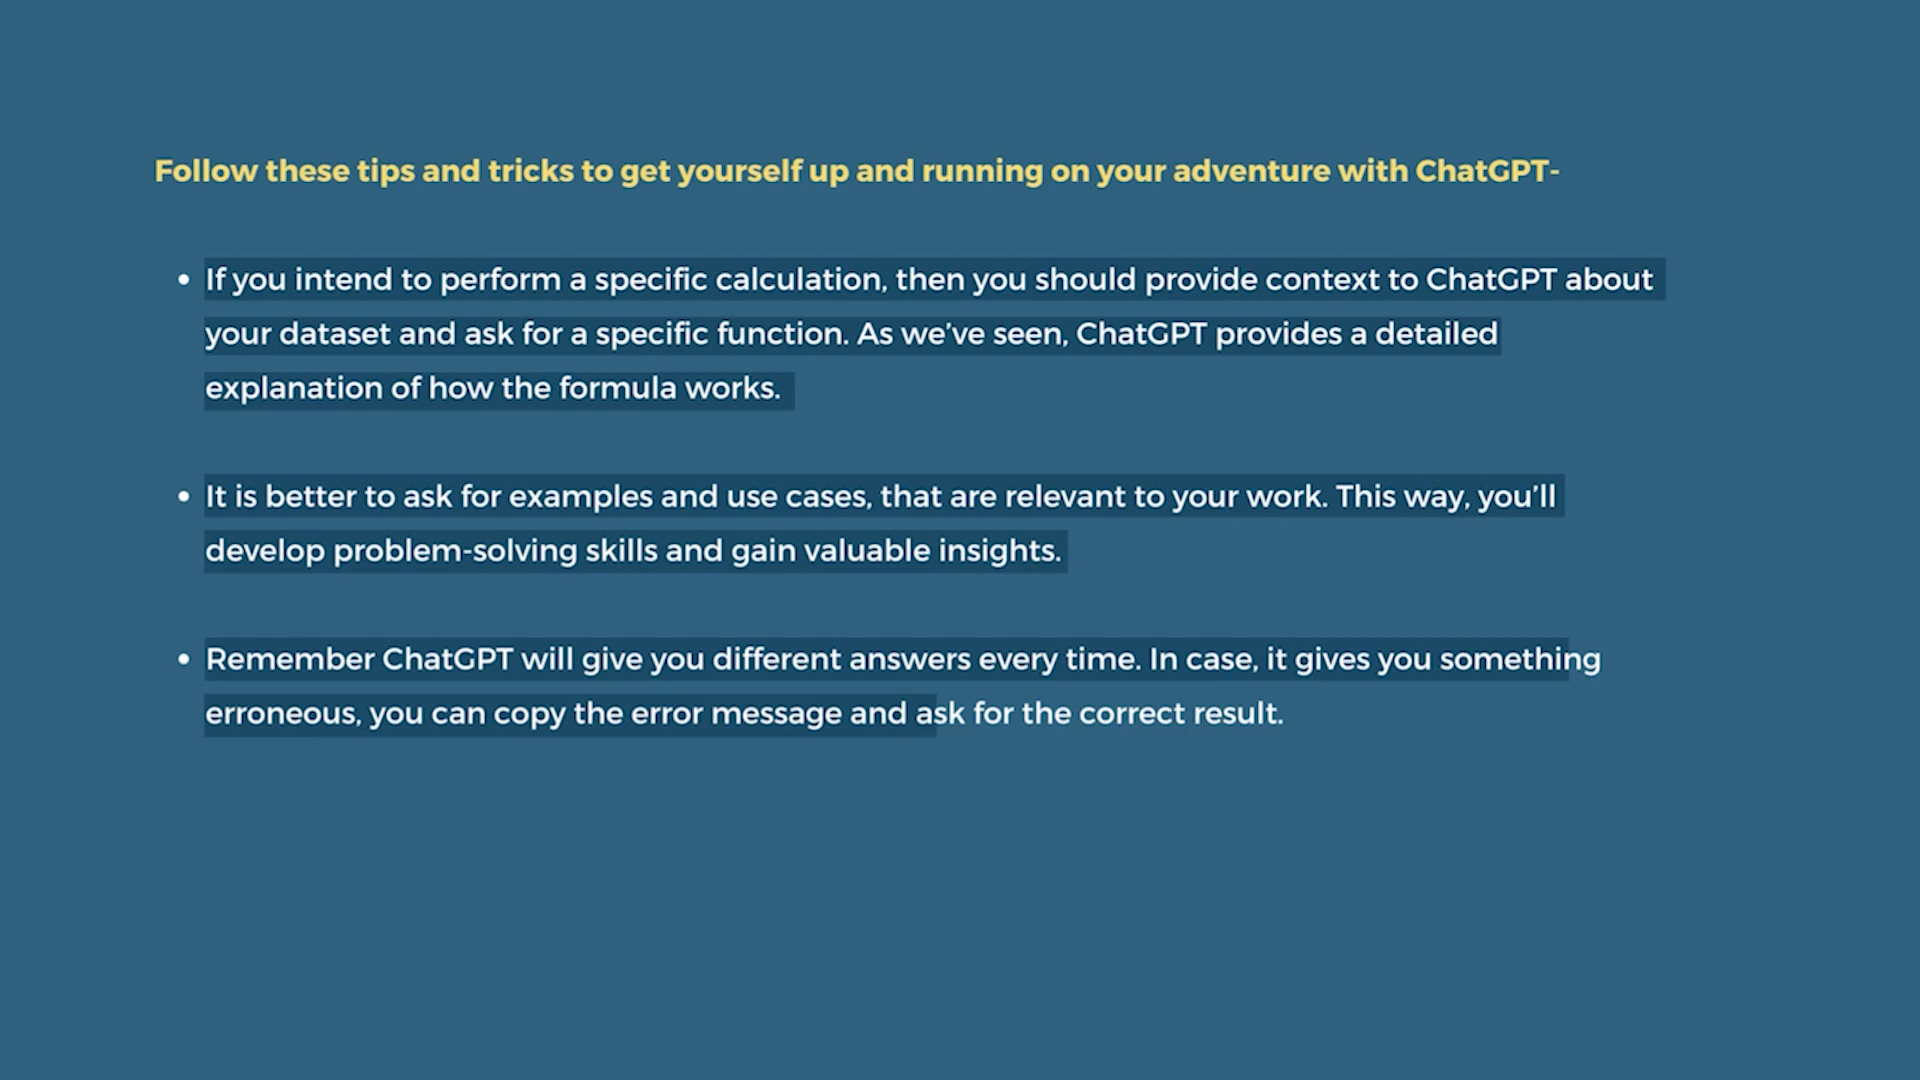 Follow these tips and tricks to get yourself up and running on your adventure with ChatGPT-
• If you intend to perform a specific calculation, then you should provide context to ChatGPT about
your dataset and ask for a specific function. As we’ve seen, ChatGPT provides a detailed
explanation of how the formula works.
• It is better to ask for examples and use cases, that are relevant to your work. This way, you’ll
develop problem-solving skills and gain valuable insights.
• Remember ChatGPT will give you different answers every time. In case, it gives you something
erroneous, you can copy the error message and ask for the correct result.